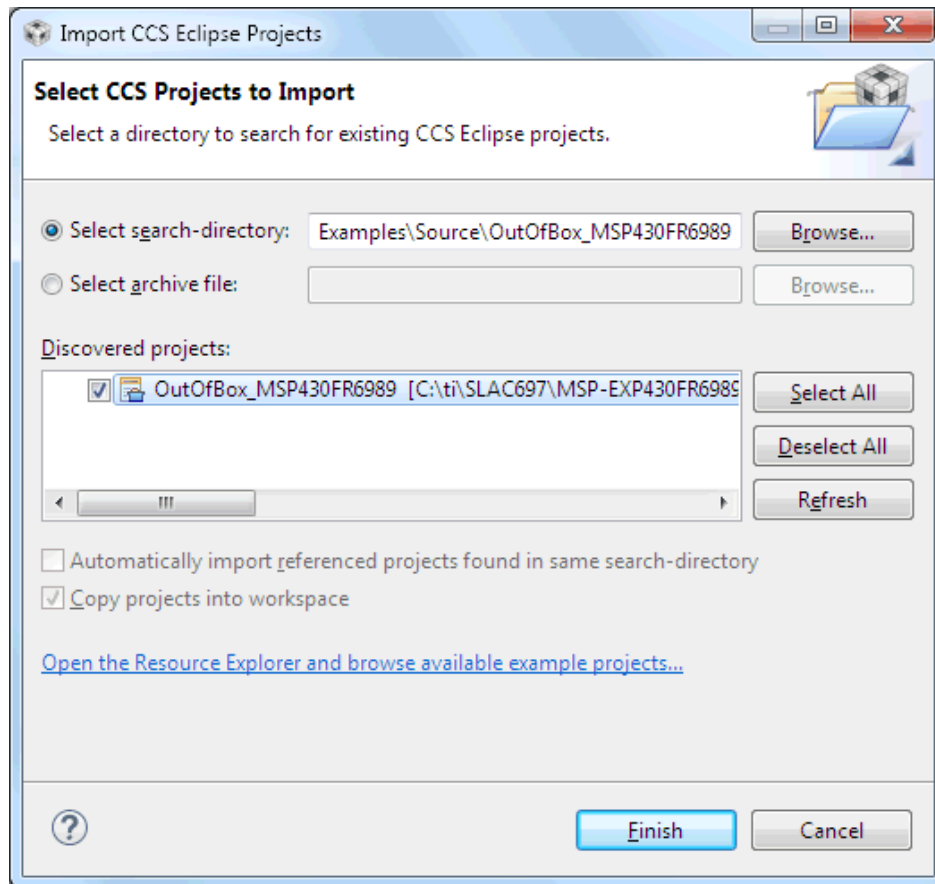 Import CCS Eclipse Projects
Select CCS Projects to Import
Select a directory to search for existing CCS Eclipse projects.
Select search-directory: Examples\Source\OutOfBox_MSP430FR6989 Browse...
Select archive file: Browse...
Discovered projects:
OutOfBox_MSP430FR6989 [C:\ti\SLAC697\MSP-EXP430FR6989 Select All
Deselect All
Refresh
Automatically import referenced projects found in same search-directory
Copy projects into workspace
Open the Resource Explorer and browse available example projects...
? Finish Cancel